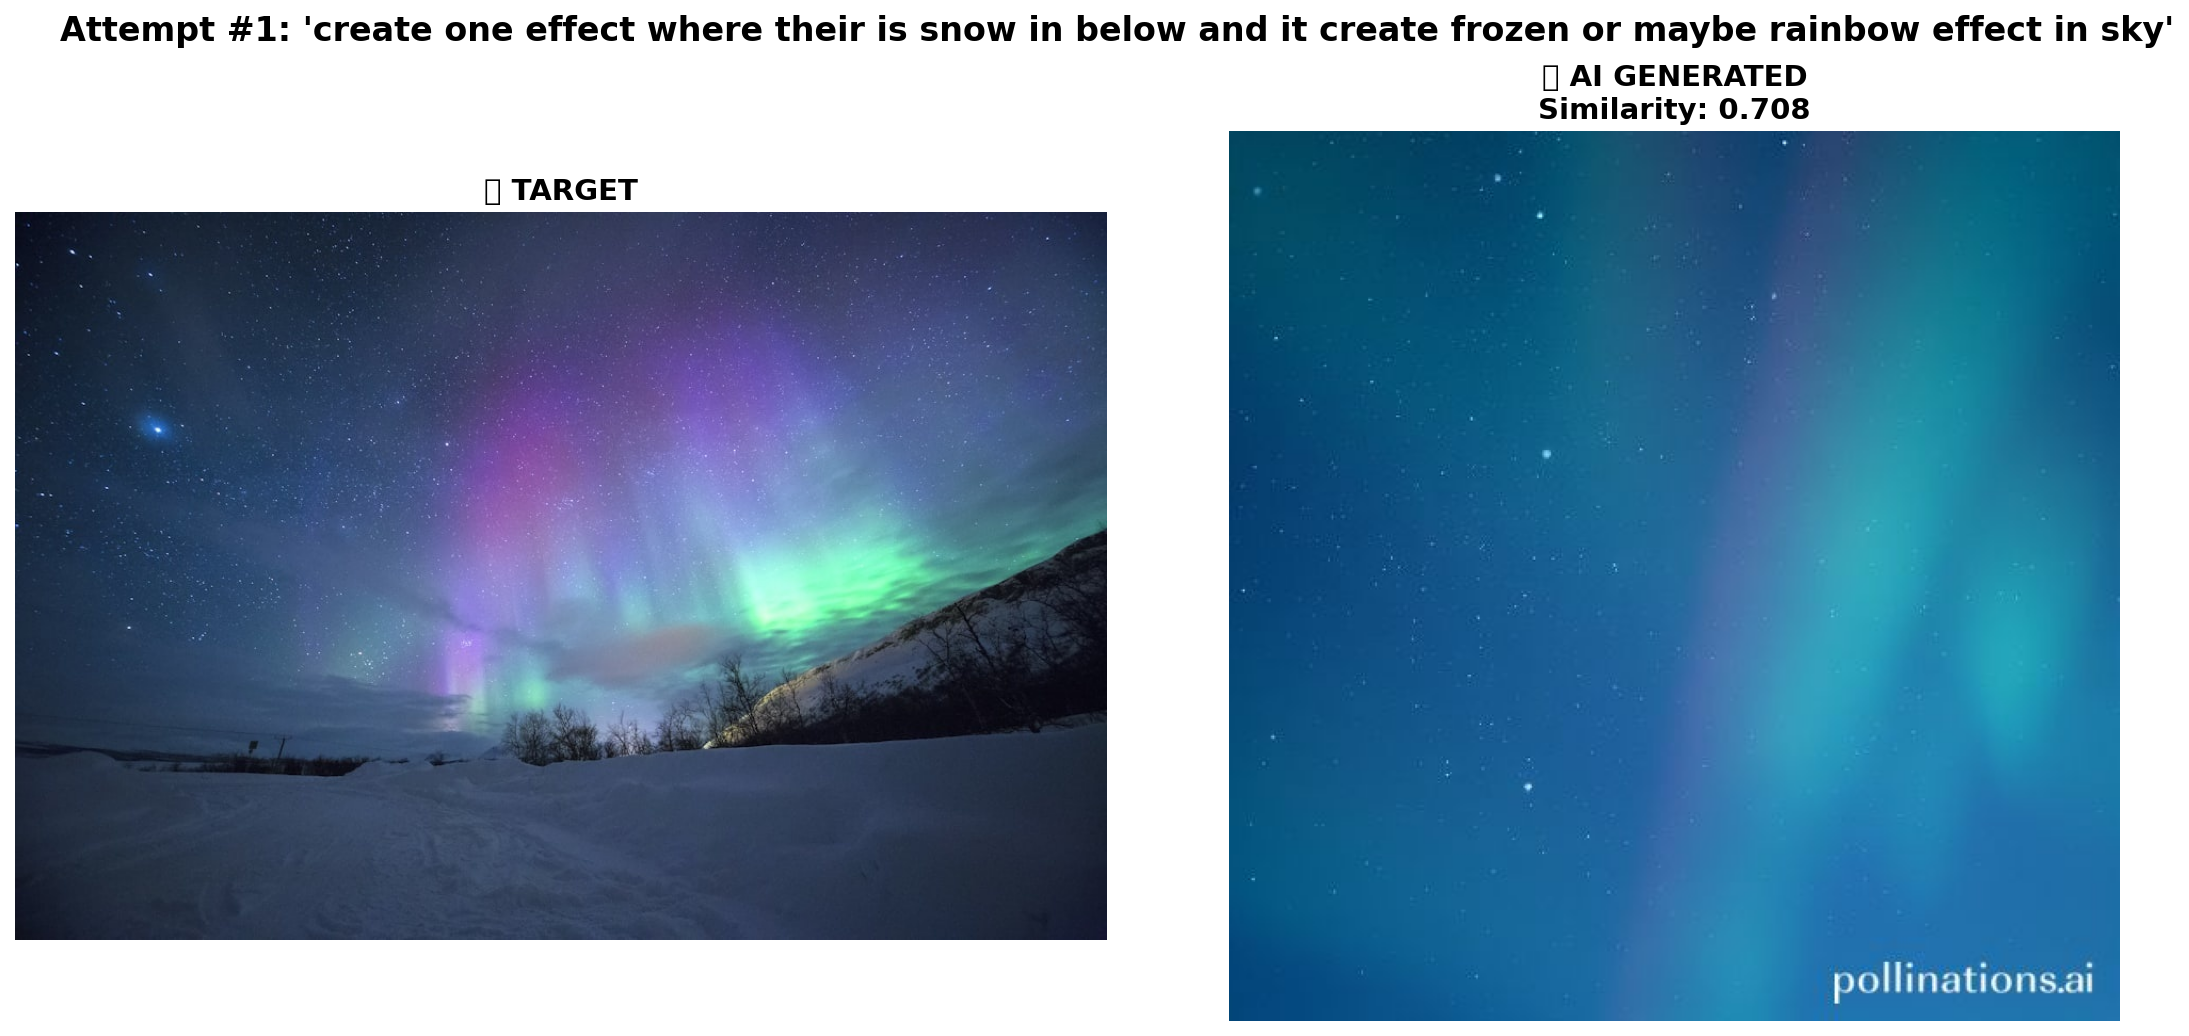 Attempt #1: 'create one effect where their is snow in below and it create frozen or maybe rainbow effect in sky'
TARGET
AI GENERATED
Similarity: 0.708
pollinations.ai